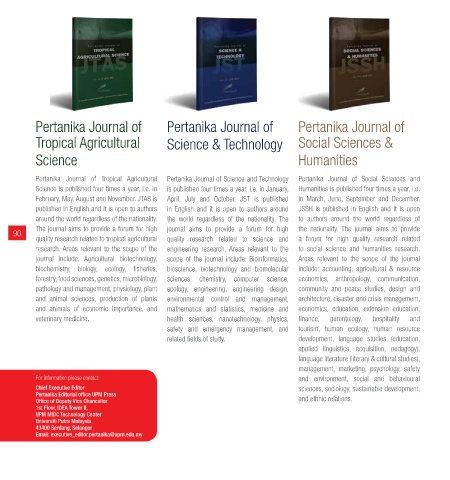 TROPICAL
AGRICULTURAL SCIENCE
JTAS
SCIENCE &
TECHNOLOGY
SOCIAL SCIENCES
& HUMANITIES
JSSH
Pertanika Journal of
Tropical Agricultural
Science
Pertanika Journal of Tropical Agricultural
Science is published four times a year, i.e. in
February, May, August and November. JTAS is
published in English and it is open to authors
around the world regardless of the nationality.
The journal aims to provide a forum for high
quality research related to tropical agricultural
research. Areas relevant to the scope of the
journal include: Agricultural biotechnology,
biochemistry, biology, ecology, fisheries,
forestry, food sciences, genetics, microbiology,
pathology and management, physiology, plant
and animal sciences, production of plants
and animals of economic importance, and
veterinary medicine.
Pertanika Journal of
Science & Technology
Pertanika Journal of Science and Technology
is published four times a year, i.e. in January,
April, July and October. JST is published
in English and it is open to authors around
the world regardless of the nationality. The
journal aims to provide a forum for high
quality research related to science and
engineering research. Areas relevant to the
scope of the journal include: Bioinformatics,
bioscience, biotechnology and biomolecular
sciences, chemistry, computer science,
ecology, engineering, engineering design,
environmental control and management,
mathematics and statistics, medicine and
health sciences, nanotechnology, physics,
safety and emergency management, and
related fields of study.
Pertanika Journal of
Social Sciences &
Humanities
Pertanika Journal of Social Sciences and
Humanities is published four times a year, i.e.
in March, June, September and December.
JSSH is published in English and it is open
to authors around the world regardless of
the nationality. The journal aims to provide
a forum for high quality research related
to social science and humanities research.
Areas relevant to the scope of the journal
include: accounting, agricultural & resource
economics, anthropology, communication,
community and peace studies, design and
architecture, disaster and crisis management,
economics, education, extension education,
finance, gerontology, hospitality and
tourism, human ecology, human resource
development, language studies (education,
applied linguistics, acquisition, pedagogy),
language literature (literary & cultural studies),
management, marketing, psychology, safety
and environment, social and behavioural
sciences, sociology, sustainable development,
and ethnic relations.
90
For information please contact
Chief Executive Editor
Pertanika Editorial office UPM Press
Office of Deputy Vice Chancellor
1st Floor, IDEA Tower II,
UPM MTDC Technology Center
Universiti Putra Malaysia
43400 Serdang, Selangor
Email: executive_editor.pertanika@upm.edu.my